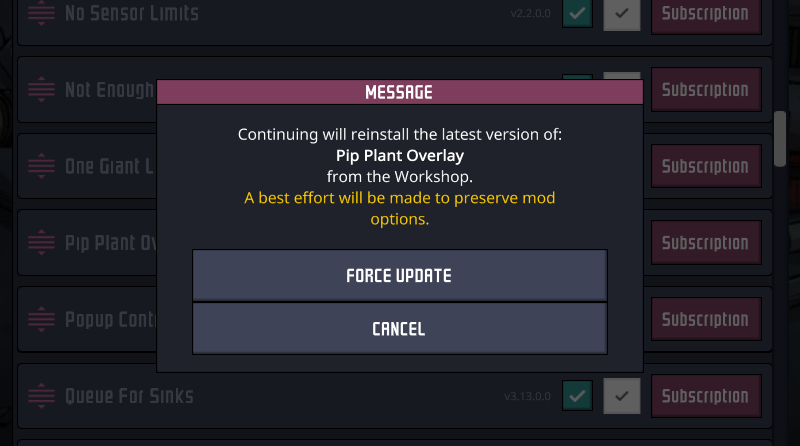 No Sensor Limits v2.2.0.0 Subscription
Not Enough Subscription
MESSAGE
Continuing will reinstall the latest version of:
Pip Plant Overlay
from the Workshop.
A best effort will be made to preserve mod
options.
One Giant L Subscription
Pip Plant Ov Subscription
FORCE UPDATE
Popup Cont Subscription
CANCEL
Queue For Sinks v3.13.0.0 Subscription